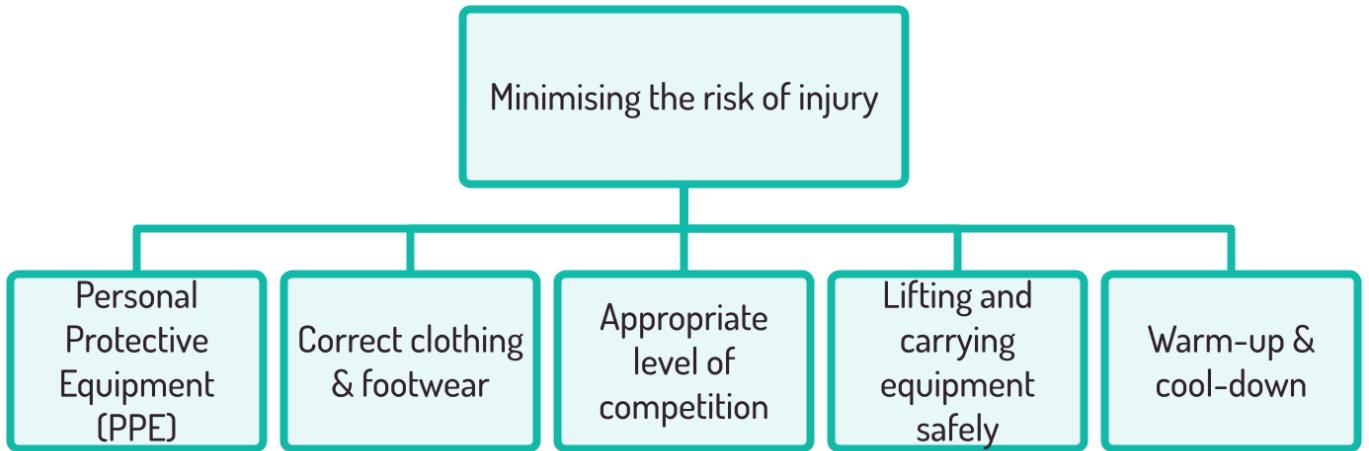 Minimising the risk of injury
Personal
Protective
Equipment
(PPE)
Correct clothing
& footwear
Appropriate
level of
competition
Lifting and
carrying
equipment
safely
Warm-up &
cool-down